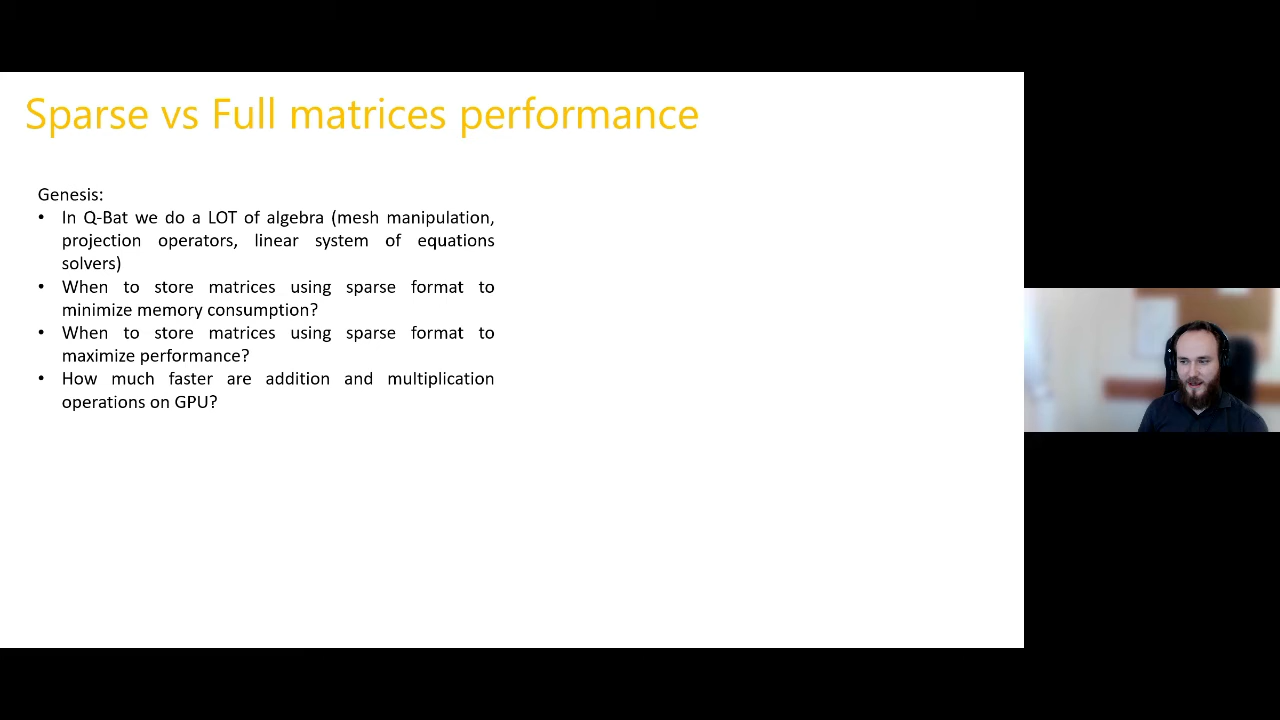 Sparse vs Full matrices performance
Genesis:
• In Q-Bat we do a LOT of algebra (mesh manipulation,
projection operators, linear system of equations
solvers)
• When to store matrices using sparse format to
minimize memory consumption?
• When to store matrices using sparse format to
maximize performance?
• How much faster are addition and multiplication
operations on GPU?